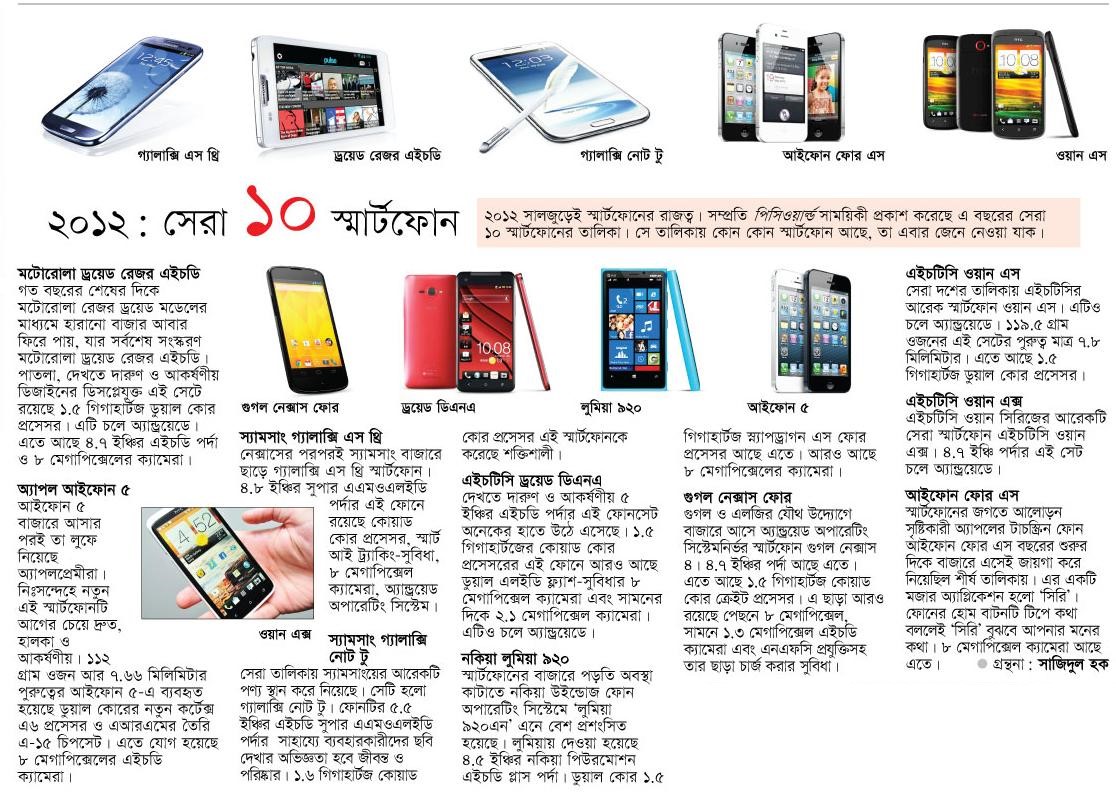 গ্যালাক্সি এস থ্রি
ড্রয়েড রেজর এইচডি
গ্যালাক্সি নোট টু
আইফোন ফোর এস
ওয়ান এস
২০১২ : সেরা ১০ স্মার্টফোন
২০১২ সালজুড়েই স্মার্টফোনের রাজত্ব। সম্প্রতি পিসিওয়ার্ল্ড সাময়িকী প্রকাশ করেছে এ বছরের সেরা
১০ স্মার্টফোনের তালিকা। সে তালিকায় কোন কোন স্মার্টফোন আছে, তা এবার জেনে নেওয়া যাক।
মটোরোলা ড্রয়েড রেজর এইচডি
গত বছরের শেষের দিকে
মটোরোলা রেজর ড্রয়েড মডেলের
মাধ্যমে হারানো বাজার আবার
ফিরে পায়, যার সর্বশেষ সংস্করণ
মটোরোলা ড্রয়েড রেজর এইচডি।
পাতলা, দেখতে দারুণ ও আকর্ষণীয়
ডিজাইনের ডিসপ্লেযুক্ত এই সেটে
রয়েছে ১.৫ গিগাহার্টজ ডুয়াল কোর
প্রসেসর। এটি চলে অ্যান্ড্রয়েডে।
এতে আছে ৪.৭ ইঞ্চির এইচডি পর্দা
ও ৮ মেগাপিক্সেলের ক্যামেরা।
অ্যাপল আইফোন ৫
আইফোন ৫
বাজারে আসার
পরই তা লুফে
নিয়েছে
অ্যাপলপ্রেমীরা।
নিঃসন্দেহে নতুন
এই স্মার্টফোনটি
আগের চেয়ে দ্রুত,
হালকা ও
আকর্ষণীয়। ১১২
গ্রাম ওজন আর ৭.৬৬ মিলিমিটার
পুরুত্বের আইফোন ৫-এ ব্যবহৃত
হয়েছে ডুয়াল কোরের নতুন কর্টেক্স
এ৬ প্রসেসর ও এআরএমের তৈরি
এ-১৫ চিপসেট। এতে যোগ হয়েছে
৮ মেগাপিক্সেলের এইচডি
ক্যামেরা।
গুগল নেক্সাস ফোর
ড্রয়েড ডিএনএ
লুমিয়া ৯২০
আইফোন ৫
স্যামসাং গ্যালাক্সি এস থ্রি
নেক্সাসের পরপরই স্যামসাং বাজারে
ছাড়ে গ্যালাক্সি এস থ্রি স্মার্টফোন।
৪.৮ ইঞ্চির সুপার এএমওএলইডি
পর্দার এই ফোনে
রয়েছে কোয়াড
কোর প্রসেসর, স্মার্ট
আই ট্র্যাকিং-সুবিধা,
৮ মেগাপিক্সেল
ক্যামেরা, অ্যান্ড্রয়েড
অপারেটিং সিস্টেম।
ওয়ান এক্স
স্যামসাং গ্যালাক্সি
নোট টু
সেরা তালিকায় স্যামসাংয়ের আরেকটি
পণ্য স্থান করে নিয়েছে। সেটি হলো
গ্যালাক্সি নোট টু। ফোনটির ৫.৫
ইঞ্চির এইচডি সুপার এএমওএলইডি
পর্দার সাহায্যে ব্যবহারকারীদের ছবি
দেখার অভিজ্ঞতা হবে জীবন্ত ও
পরিষ্কার। ১.৬ গিগাহার্টজ কোয়াড
কোর প্রসেসর এই স্মার্টফোনকে
করেছে শক্তিশালী।
এইচটিসি ড্রয়েড ডিএনএ
দেখতে দারুণ ও আকর্ষণীয় ৫
ইঞ্চির এইচডি পর্দার এই ফোনসেট
অনেকের হাতে উঠে এসেছে। ১.৫
গিগাহার্টজের কোয়াড কোর
প্রসেসরের এই ফোনে আরও আছে
ডুয়াল এলইডি ফ্ল্যাশ-সুবিধার ৮
মেগাপিক্সেল ক্যামেরা এবং সামনের
দিকে ২.১ মেগাপিক্সেল ক্যামেরা।
এটিও চলে অ্যান্ড্রয়েডে।
নকিয়া লুমিয়া ৯২০
স্মার্টফোনের বাজারে পড়তি অবস্থা
কাটাতে নকিয়া উইন্ডোজ ফোন
অপারেটিং সিস্টেমে ‘লুমিয়া
৯২০এন’ এনে বেশ প্রশংসিত
হয়েছে। লুমিয়ায় দেওয়া হয়েছে
৪.৫ ইঞ্চির নকিয়া পিউরমোশন
এইচডি প্লাস পর্দা। ডুয়াল কোর ১.৫
গিগাহার্টজ স্ন্যাপড্রাগন এস ফোর
প্রসেসর আছে এতে। আরও আছে
৮ মেগাপিক্সেলের ক্যামেরা।
গুগল নেক্সাস ফোর
গুগল ও এলজির যৌথ উদ্যোগে
বাজারে আসে অ্যান্ড্রয়েড অপারেটিং
সিস্টেমনির্ভর স্মার্টফোন গুগল নেক্সাস
৪। ৪.৭ ইঞ্চির পর্দা আছে এতে।
এতে আছে ১.৫ গিগাহার্টজ কোয়াড
কোর ক্রেইট প্রসেসর। এ ছাড়া আরও
রয়েছে পেছনে ৮ মেগাপিক্সেল,
সামনে ১.৩ মেগাপিক্সেল এইচডি
ক্যামেরা এবং এনএফসি প্রযুক্তিসহ
তার ছাড়া চার্জ করার সুবিধা।
এইচটিসি ওয়ান এস
সেরা দশের তালিকায় এইচটিসির
আরেক স্মার্টফোন ওয়ান এস। এটিও
চলে অ্যান্ড্রয়েডে। ১১৯.৫ গ্রাম
ওজনের এই সেটের পুরুত্ব মাত্র ৭.৮
মিলিমিটার। এতে আছে ১.৫
গিগাহার্টজ ডুয়াল কোর প্রসেসর।
এইচটিসি ওয়ান এক্স
এইচটিসি ওয়ান সিরিজের আরেকটি
সেরা স্মার্টফোন এইচটিসি ওয়ান
এক্স। ৪.৭ ইঞ্চি পর্দার এই সেট
চলে অ্যান্ড্রয়েডে।
আইফোন ফোর এস
স্মার্টফোনের জগতে আলোড়ন
সৃষ্টিকারী অ্যাপলের টাচস্ক্রিন ফোন
আইফোন ফোর এস বছরের শুরুর
দিকে বাজারে এসেই জায়গা করে
নিয়েছিল শীর্ষ তালিকায়। এর একটি
মজার অ্যাপ্লিকেশন হলো ‘সিরি’।
ফোনের হোম বাটনটি টিপে কথা
বললেই ‘সিরি’ বুঝবে আপনার মনের
কথা। ৮ মেগাপিক্সেল ক্যামেরা আছে
এতে। ● গ্রন্থনা : সাজিদুল হক